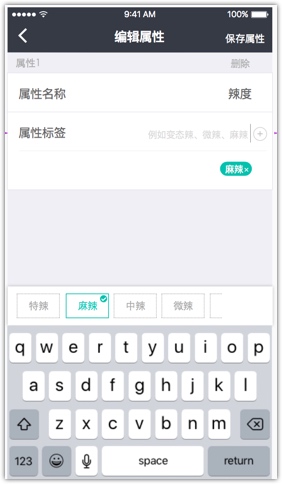 9:41 AM 100%
编辑属性 保存属性
属性1 删除
属性名称 辣度
属性标签 例如变态辣、微辣、麻辣
麻辣×
特辣 麻辣 中辣 微辣
q w e r t y u i o p
a s d f g h j k l
z x c v b n m
123 space return